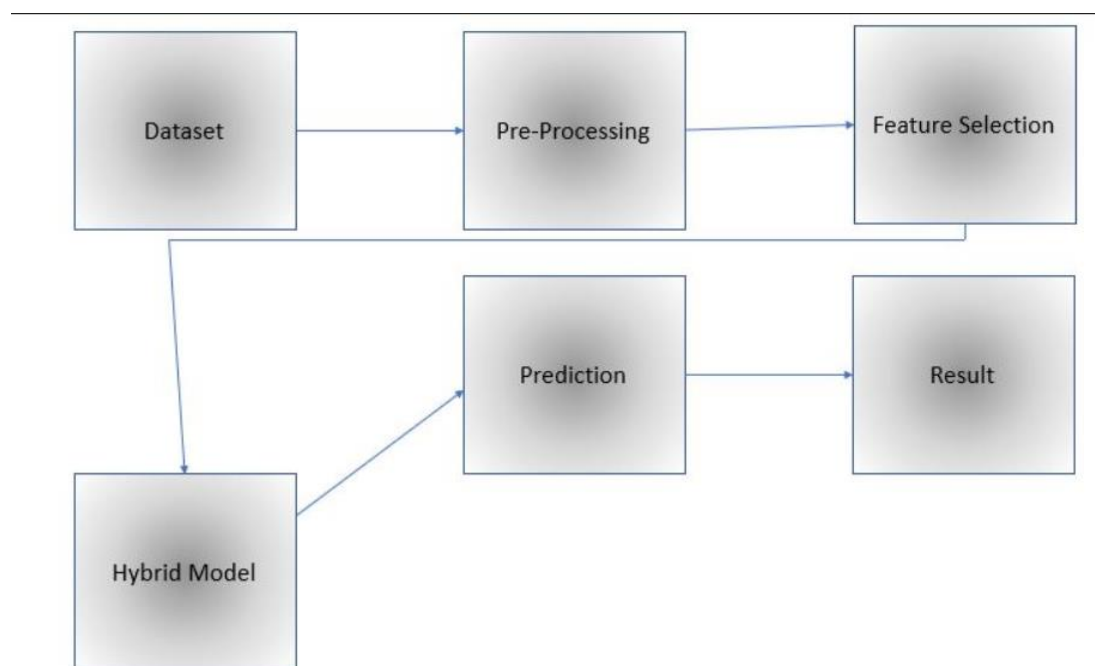 Dataset
Pre-Processing
Feature Selection
Hybrid Model
Prediction
Result